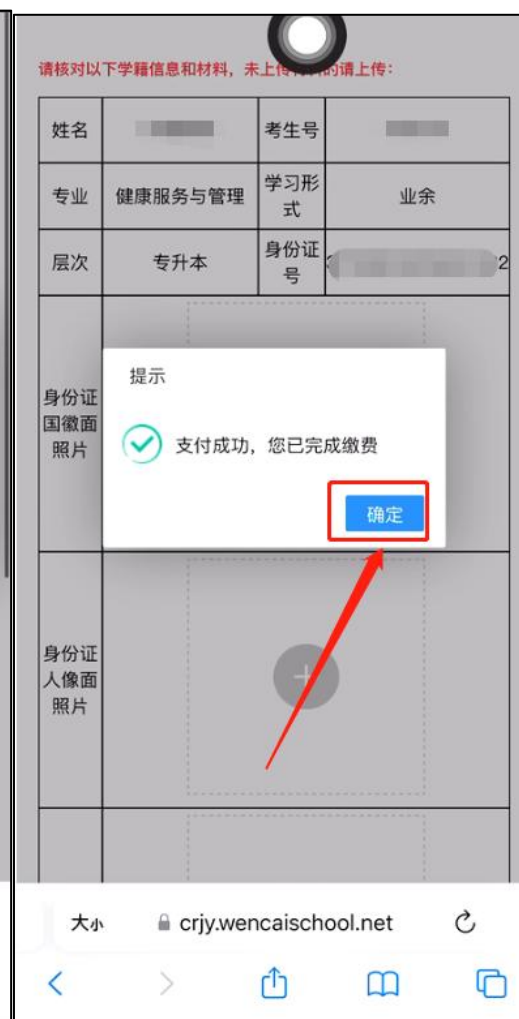 请核对以下学籍信息和材料，未上传的请上传：
姓名
考生号
专业 健康服务与管理 学习形式 业余
层次 专升本 身份证号 2
身份证
国徽面
照片
提示
支付成功，您已完成缴费
确定
身份证
人像面
照片
大小 crjy.wencaischool.net